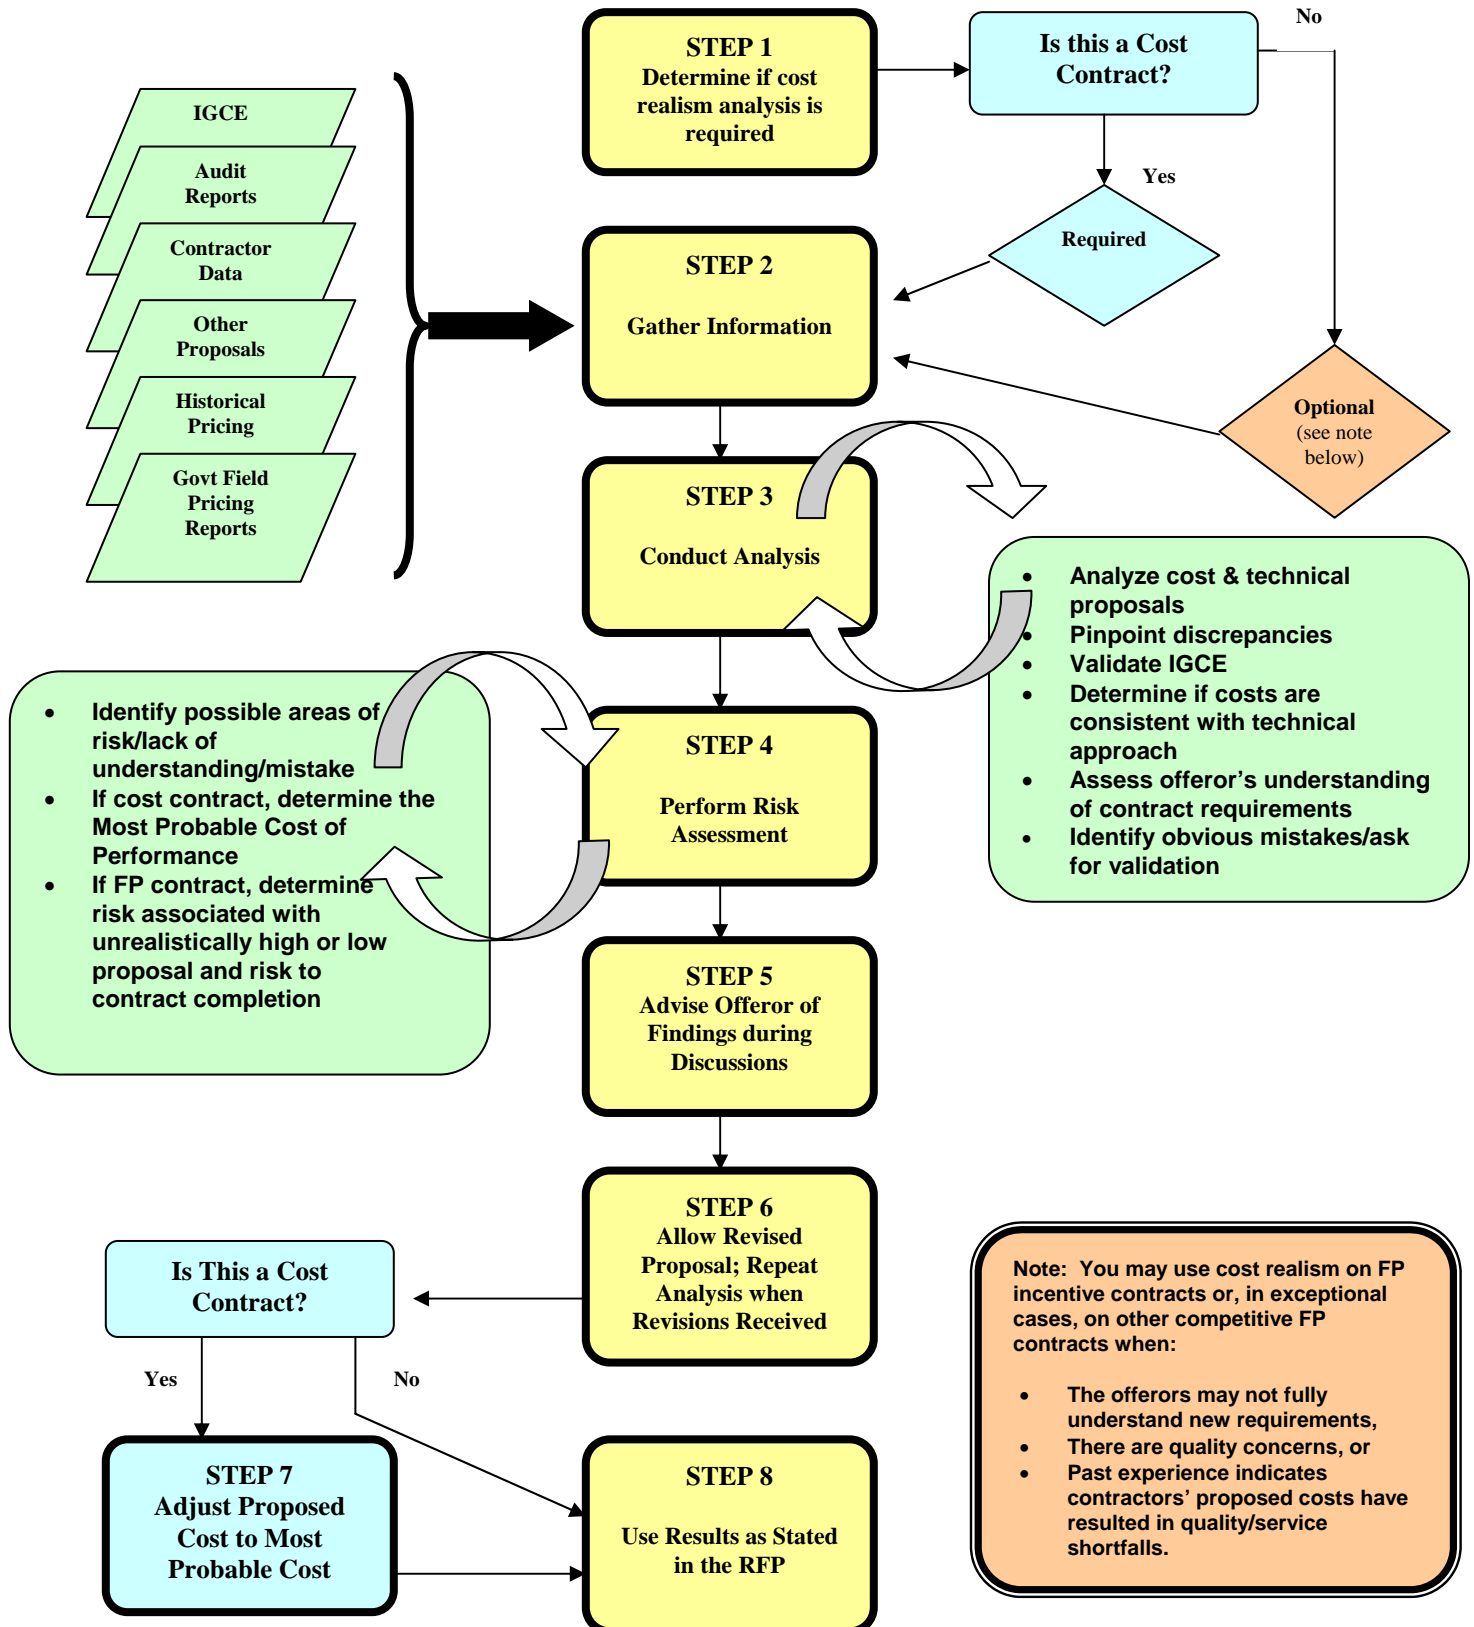 STEP 1
Determine if cost
realism analysis is
required
Is this a Cost
Contract?
No
Yes
Required
Optional
(see note
below)
IGCE
Audit
Reports
Contractor
Data
Other
Proposals
Historical
Pricing
Govt Field
Pricing
Reports
STEP 2
Gather Information
STEP 3
Conduct Analysis
• Analyze cost & technical
proposals
• Pinpoint discrepancies
• Validate IGCE
• Determine if costs are
consistent with technical
approach
• Assess offeror’s understanding
of contract requirements
• Identify obvious mistakes/ask
for validation
• Identify possible areas of
risk/lack of
understanding/mistake
• If cost contract, determine the
Most Probable Cost of
Performance
• If FP contract, determine
risk associated with
unrealistically high or low
proposal and risk to
contract completion
STEP 4
Perform Risk
Assessment
STEP 5
Advise Offeror of
Findings during
Discussions
STEP 6
Allow Revised
Proposal; Repeat
Analysis when
Revisions Received
Is This a Cost
Contract?
Yes
No
STEP 7
Adjust Proposed
Cost to Most
Probable Cost
STEP 8
Use Results as Stated
in the RFP
Note: You may use cost realism on FP
incentive contracts or, in exceptional
cases, on other competitive FP
contracts when:
• The offerors may not fully
understand new requirements,
• There are quality concerns, or
• Past experience indicates
contractors’ proposed costs have
resulted in quality/service
shortfalls.